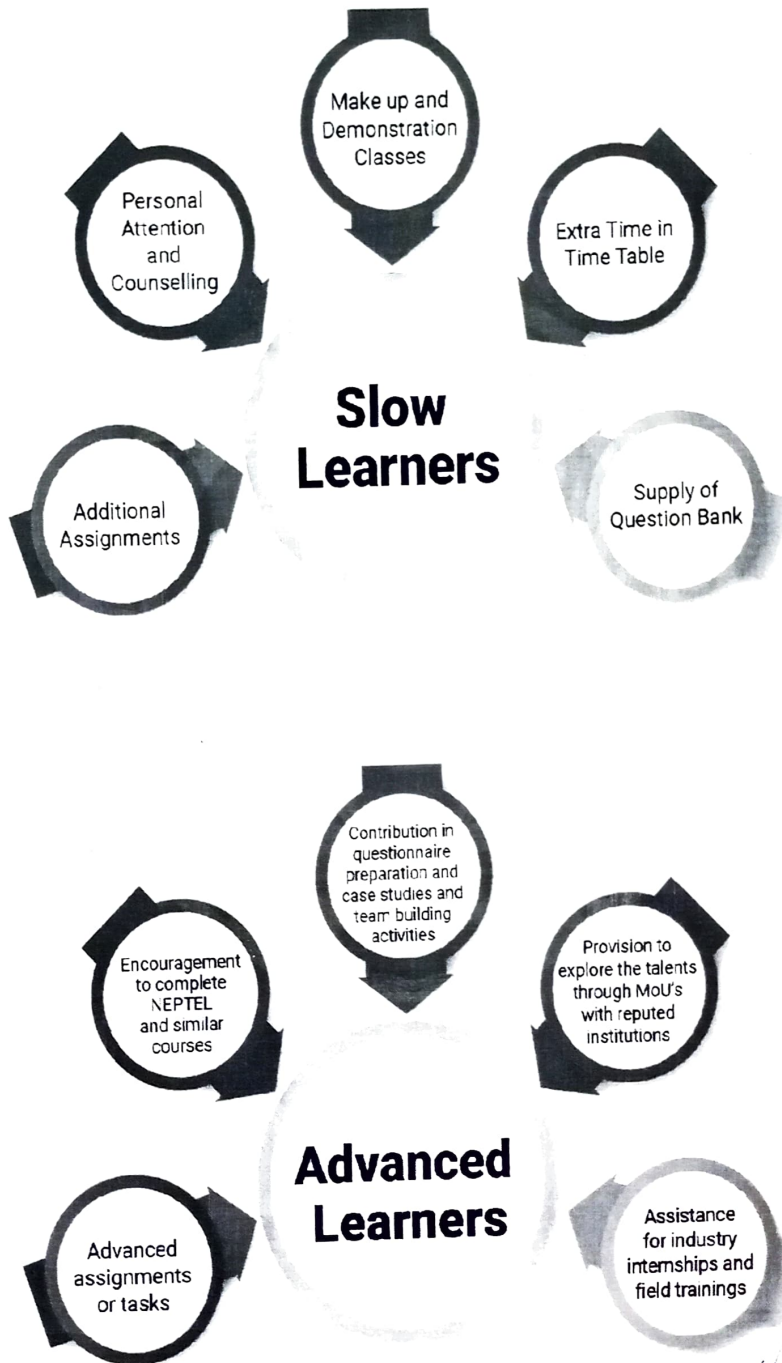 Make up and
Demonstration
Classes
Personal
Attention
and
Counselling
Extra Time in
Time Table
Slow
Learners
Additional
Assignments
Supply of
Question Bank
Contribution in
questionnaire
preparation and
case studies and
team building
activities
Encouragement
to complete
NEPTEL
and similar
courses
Provision to
explore the talents
through MoU's
with reputed
institutions
Advanced
Learners
Advanced
assignments
or tasks
Assistance
for industry
internships and
field trainings